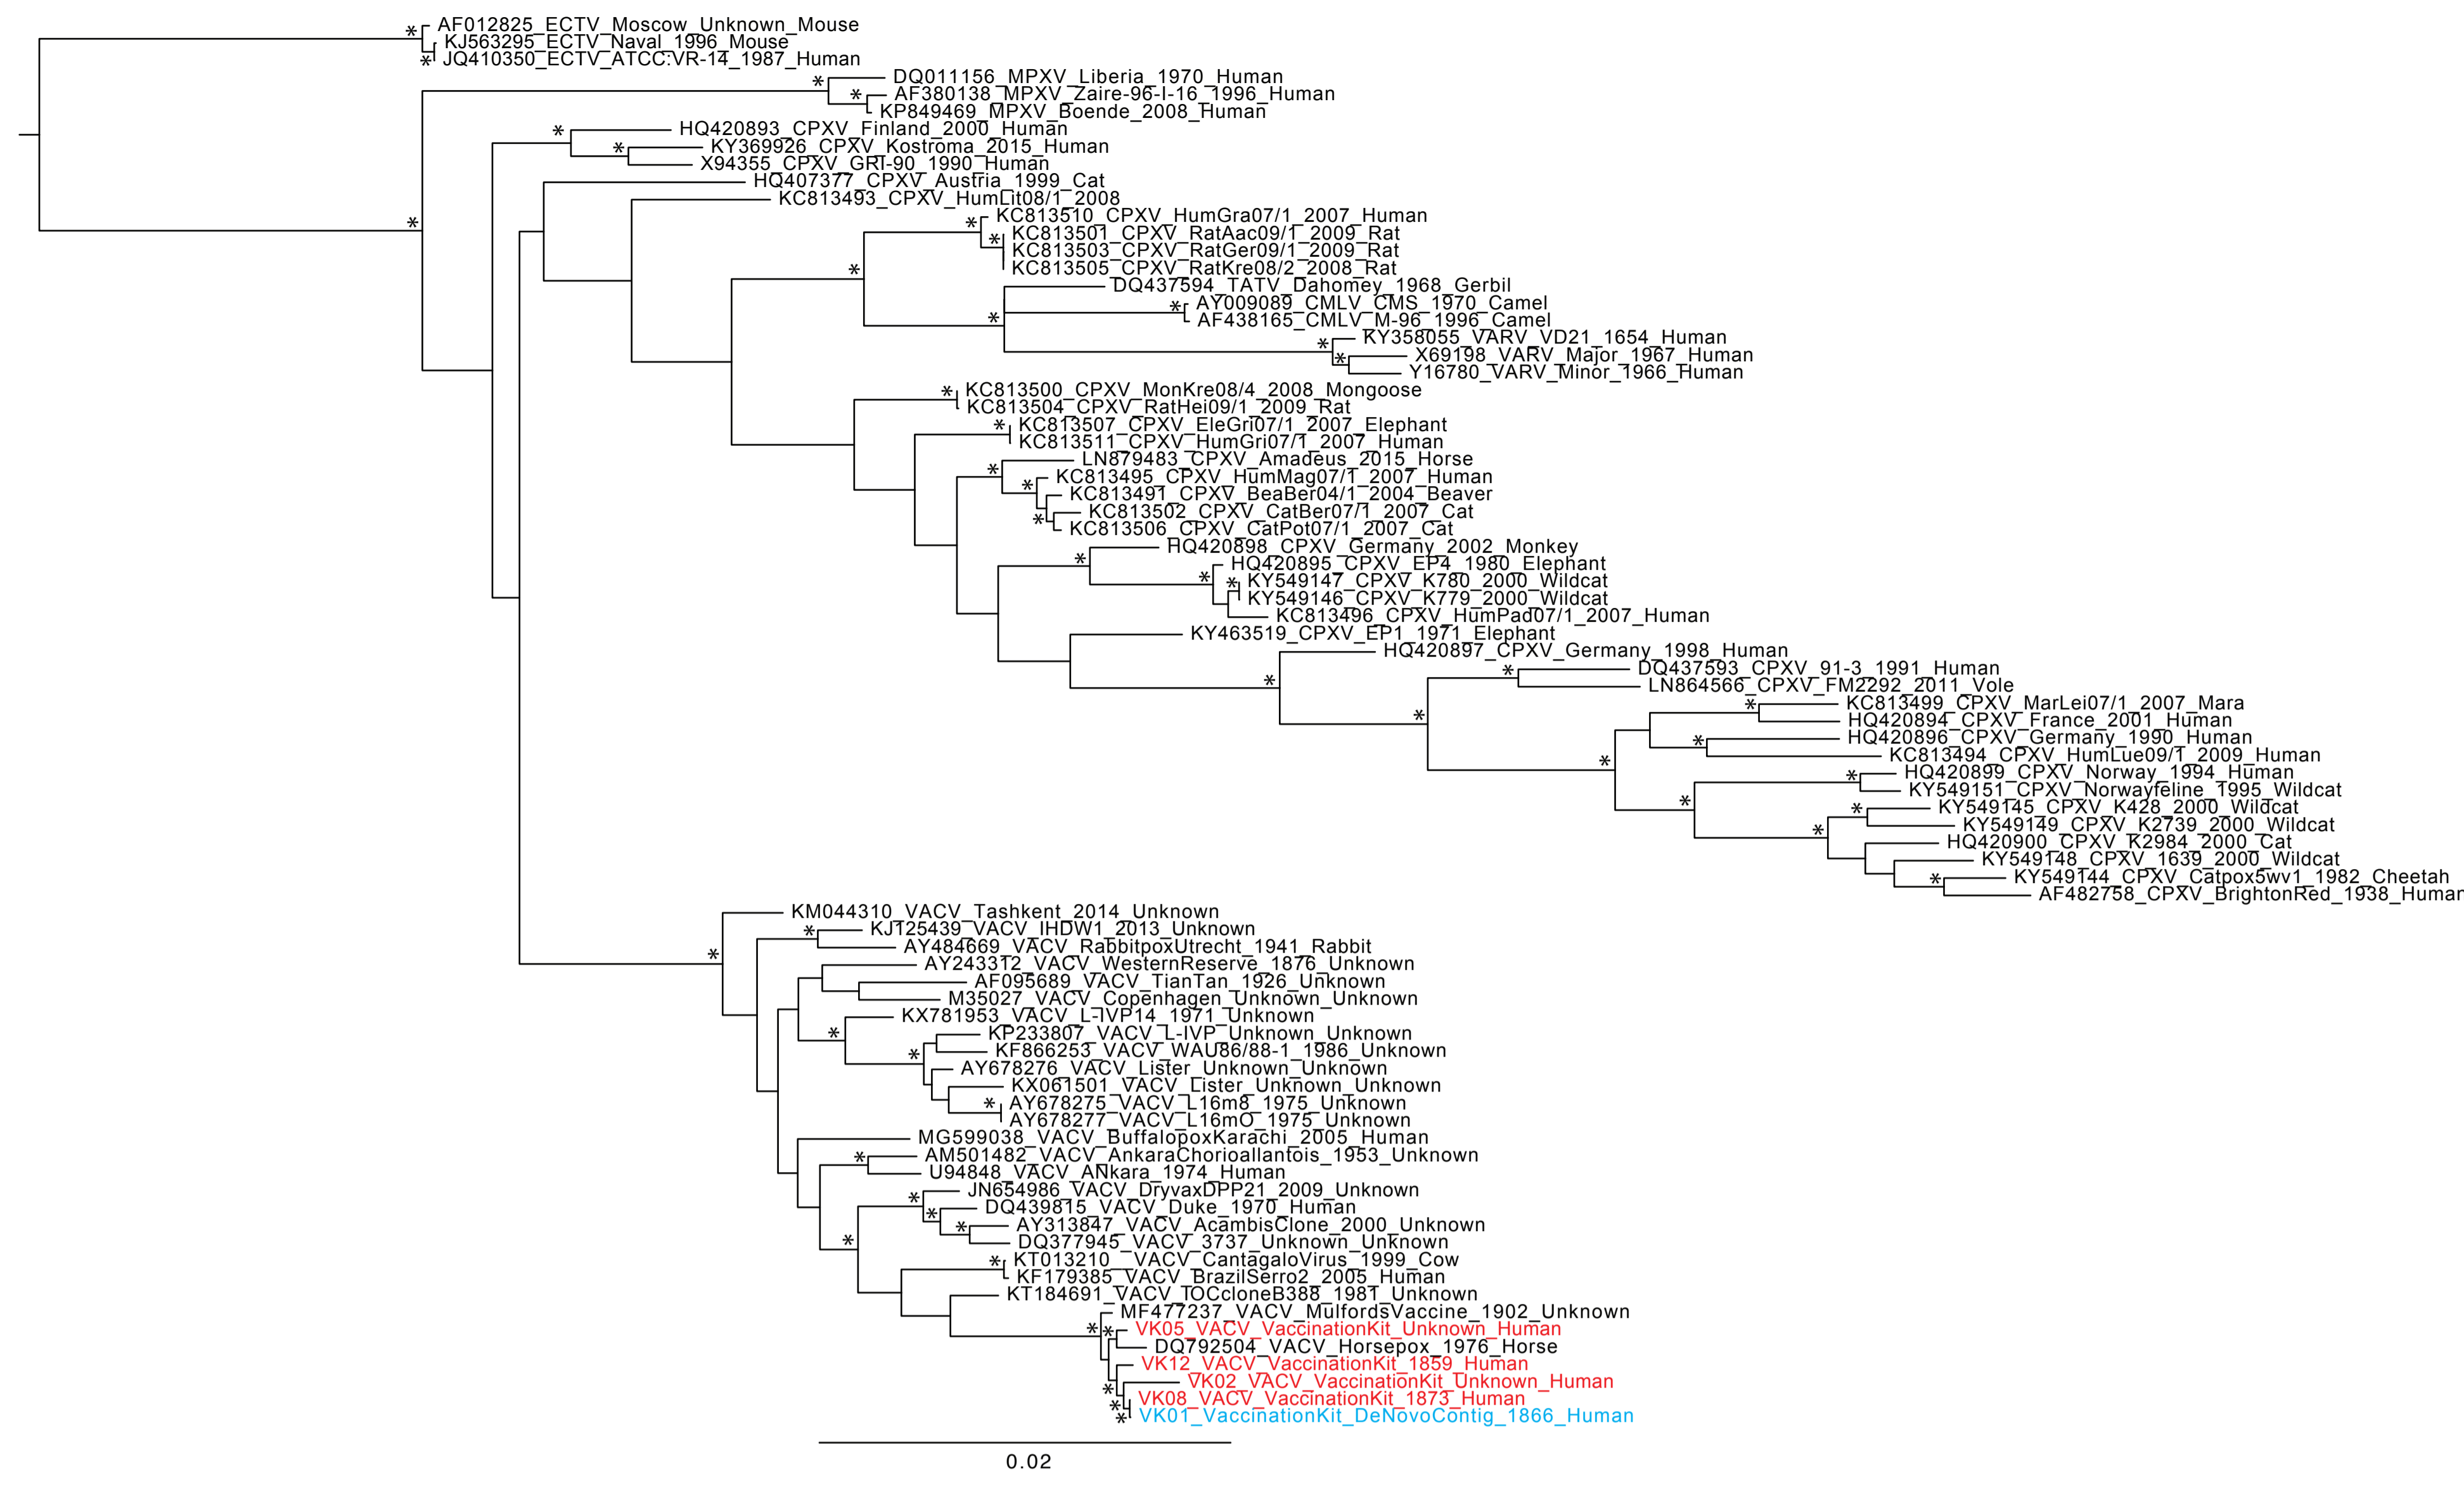 AF012825_ECTV_Moscow_Unknown_Mouse
KJ563295_ECTV_Naval_1996_Mouse
JQ410350_ECTV_ATCC:VR-14_1987_Human
DQ011156_MPXV_Liberia_1970_Human
AF380138_MPXV_Zaire-96-I-16_1996_Human
KP849469_MPXV_Boende_2008_Human
HQ420893_CPXV_Finland_2000_Human
KY369926_CPXV_Kostroma_2015_Human
X94355_CPXV_GRI-90_1990_Human
HQ407377_CPXV_Austria_1999_Cat
KC813493_CPXV_HumLit08/1_2008
KC813510_CPXV_HumGra07/1_2007_Human
KC813501_CPXV_RatAac09/1_2009_Rat
KC813503_CPXV_RatGer09/1_2009_Rat
KC813505_CPXV_RatKre08/2_2008_Rat
DQ437594_TATV_Dahomey_1968_Gerbil
AY009089_CMLV_CMS_1970_Camel
AF438165_CMLV_M-96_1996_Camel
KY358055_VARV_VD21_1654_Human
X69198_VARV_Major_1967_Human
Y16780_VARV_Minor_1966_Human
KC813500_CPXV_MonKre08/4_2008_Mongoose
KC813504_CPXV_RatHei09/1_2009_Rat
KC813507_CPXV_EleGri07/1_2007_Elephant
KC813511_CPXV_HumGri07/1_2007_Human
LN879483_CPXV_Amadeus_2015_Horse
KC813495_CPXV_HumMag07/1_2007_Human
KC813491_CPXV_BeaBer04/1_2004_Beaver
KC813502_CPXV_CatBer07/1_2007_Cat
KC813506_CPXV_CatPot07/1_2007_Cat
HQ420898_CPXV_Germany_2002_Monkey
HQ420895_CPXV_EP4_1980_Elephant
KY549147_CPXV_K780_2000_Wildcat
KY549146_CPXV_K779_2000_Wildcat
KC813496_CPXV_HumPad07/1_2007_Human
KY463519_CPXV_EP1_1971_Elephant
HQ420897_CPXV_Germany_1998_Human
DQ437593_CPXV_91-3_1991_Human
LN864566_CPXV_FM2292_2011_Vole
KC813499_CPXV_MarLei07/1_2007_Mara
HQ420894_CPXV_France_2001_Human
HQ420896_CPXV_Germany_1990_Human
KC813494_CPXV_HumLue09/1_2009_Human
HQ420899_CPXV_Norway_1994_Human
KY549151_CPXV_Norwayfeline_1995_Wildcat
KY549145_CPXV_K428_2000_Wildcat
KY549149_CPXV_K2739_2000_Wildcat
HQ420900_CPXV_K2984_2000_Cat
KY549148_CPXV_1639_2000_Wildcat
KY549144_CPXV_Catpox5wv1_1982_Cheetah
AF482758_CPXV_BrightonRed_1938_Human
KM044310_VACV_Tashkent_2014_Unknown
KJ125439_VACV_IHDW1_2013_Unknown
AY484669_VACV_RabbitpoxUtrecht_1941_Rabbit
AY243312_VACV_WesternReserve_1876_Unknown
AF095689_VACV_TianTan_1926_Unknown
M35027_VACV_Copenhagen_Unknown_Unknown
KX781953_VACV_L-IVP14_1971_Unknown
KP233807_VACV_L-IVP_Unknown_Unknown
KF866253_VACV_WAU86/88-1_1986_Unknown
AY678276_VACV_Lister_Unknown_Unknown
KX061501_VACV_Lister_Unknown_Unknown
AY678275_VACV_L16m8_1975_Unknown
AY678277_VACV_L16mO_1975_Unknown
MG599038_VACV_BuffalopoxKarachi_2005_Human
AM501482_VACV_AnkaraChorioallantois_1953_Unknown
U94848_VACV_ANkara_1974_Human
JN654986_VACV_DryvaxDPP21_2009_Unknown
DQ439815_VACV_Duke_1970_Human
AY313847_VACV_AcambisClone_2000_Unknown
DQ377945_VACV_3737_Unknown_Unknown
KT013210__VACV_CantagaloVirus_1999_Cow
KF179385_VACV_BrazilSerro2_2005_Human
KT184691_VACV_TOCcloneB388_1981_Unknown
MF477237_VACV_MulfordsVaccine_1902_Unknown
VK05_VACV_VaccinationKit_Unknown_Human
DQ792504_VACV_Horsepox_1976_Horse
VK12_VACV_VaccinationKit_1859_Human
VK02_VACV_VaccinationKit_Unknown_Human
VK08_VACV_VaccinationKit_1873_Human
VK01_VaccinationKit_DeNovoContig_1866_Human
0.02